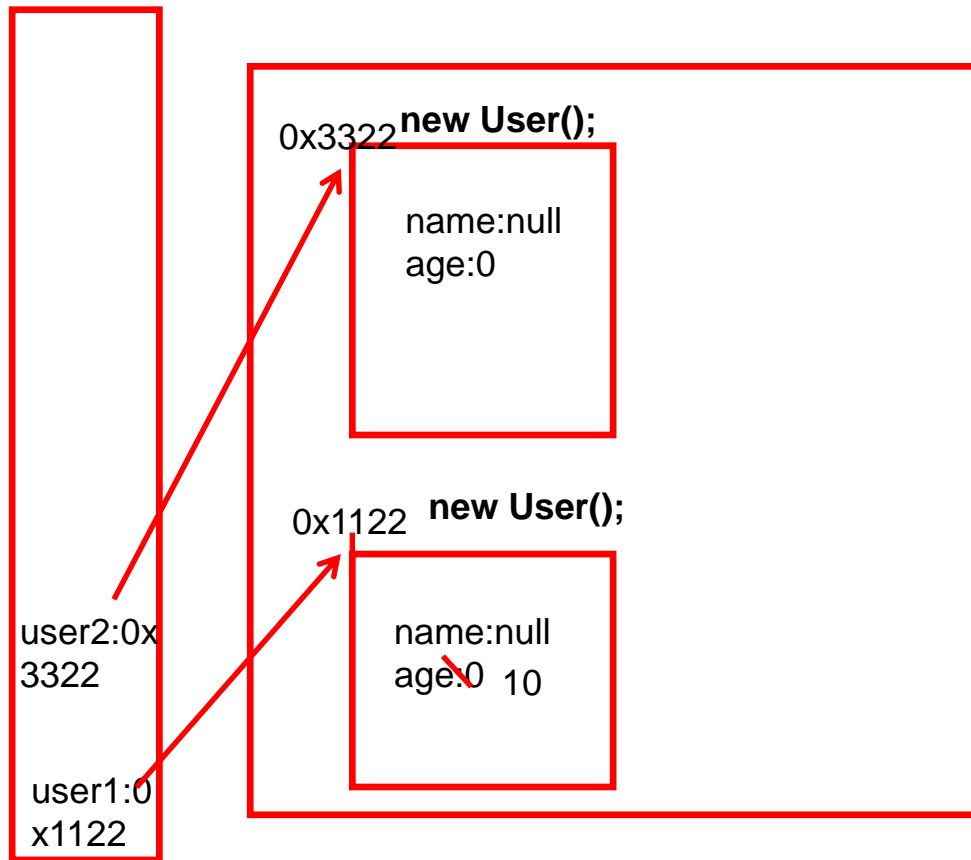 0x3322
new User();
name:null
age:0
0x1122
new User();
name:null
age:0 10
user2:0x
3322
user1:0
x1122